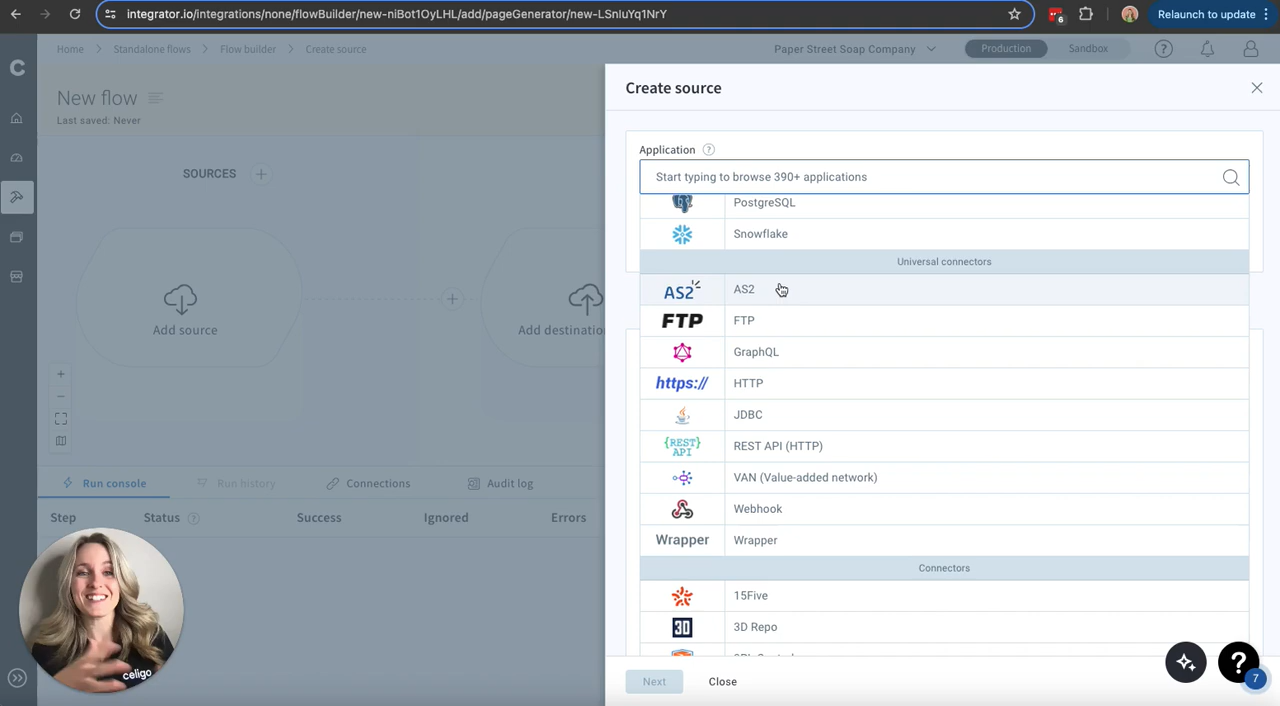 integrator.io/integrations/none/flowBuilder/new-niBot1OyLHL/add/pageGenerator/new-LSnIuYq1NrY
6
Relaunch to update
Home
Standalone flows
Flow builder
Create source
Paper Street Soap Company
Production
Sandbox
?
C
New flow
Last saved: Never
SOURCES
Add source
Add destination
Run console
Run history
Connections
Audit log
Step
Status ?
Success
Ignored
Errors
celigo
Create source
Application ?
Start typing to browse 390+ applications
PostgreSQL
Snowflake
Universal connectors
AS2 AS2
FTP FTP
GraphQL
https:// HTTP
JDBC
{REST} API REST API (HTTP)
VAN (Value-added network)
Webhook
Wrapper Wrapper
Connectors
15Five
3D 3D Repo
Next
Close
?
7